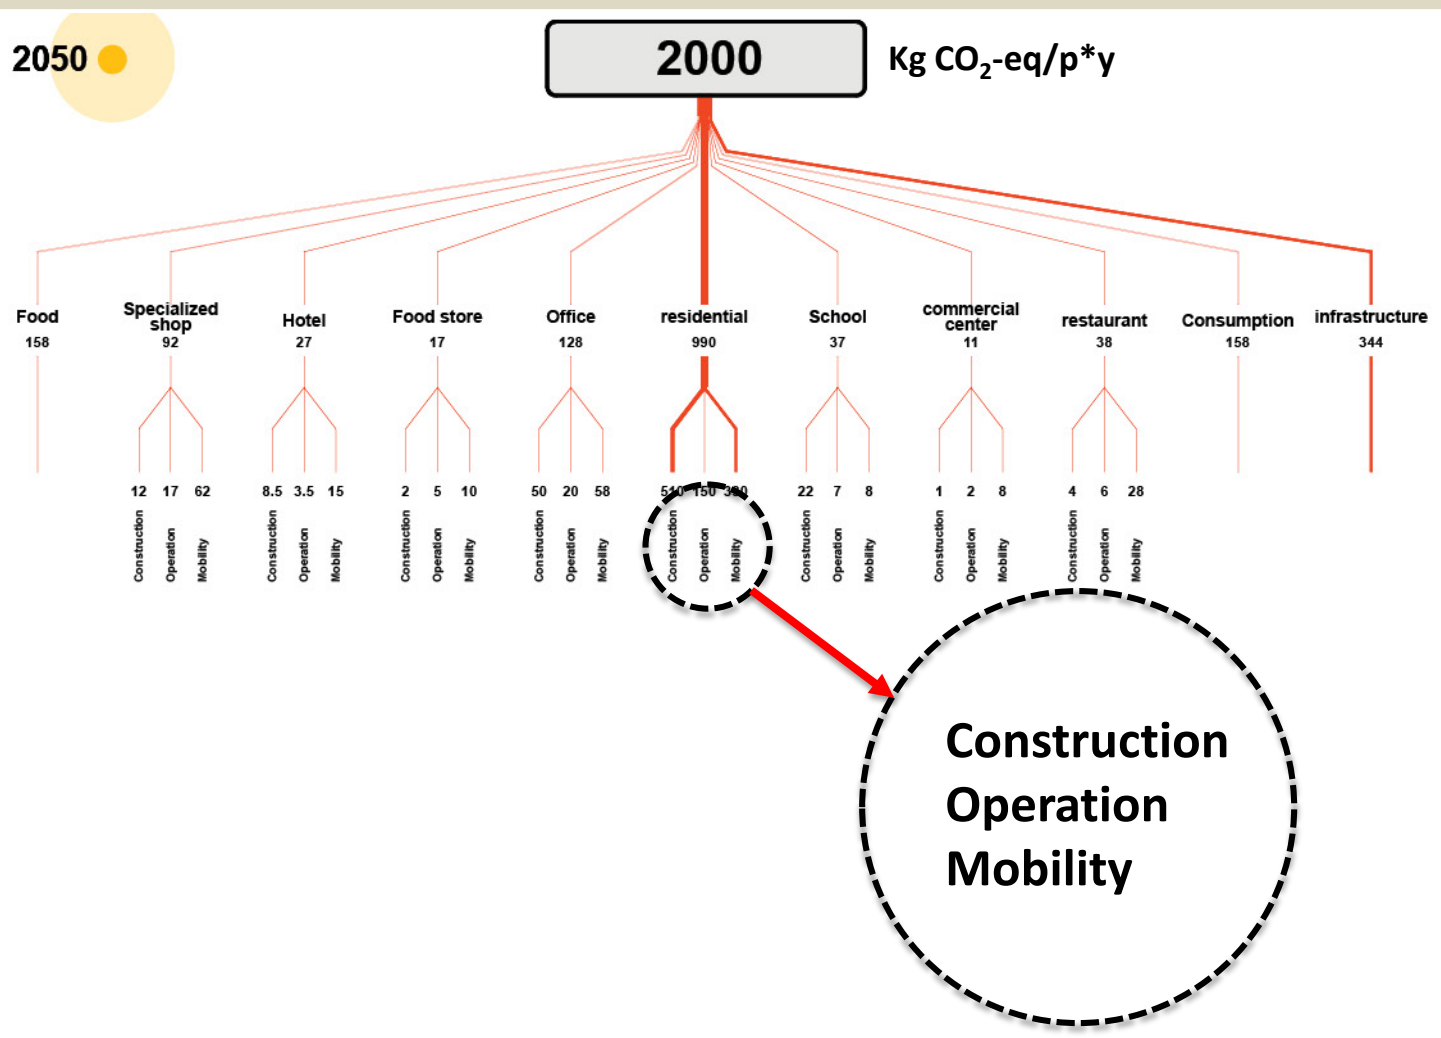 2050
2000
Kg CO₂-eq/p*y
Food
158
Specialized
shop
92
Hotel
27
Food store
17
Office
128
residential
990
School
37
commercial
center
11
restaurant
38
Consumption
158
infrastructure
344
12 17 62
8.5 3.5 15
2 5 10
50 20 58
510 150 330
22 7 8
1 2 8
4 6 28
Construction
Operation
Mobility
Construction
Operation
Mobility
Construction
Operation
Mobility
Construction
Operation
Mobility
Construction
Operation
Mobility
Construction
Operation
Mobility
Construction
Operation
Mobility
Construction
Operation
Mobility
Construction
Operation
Mobility